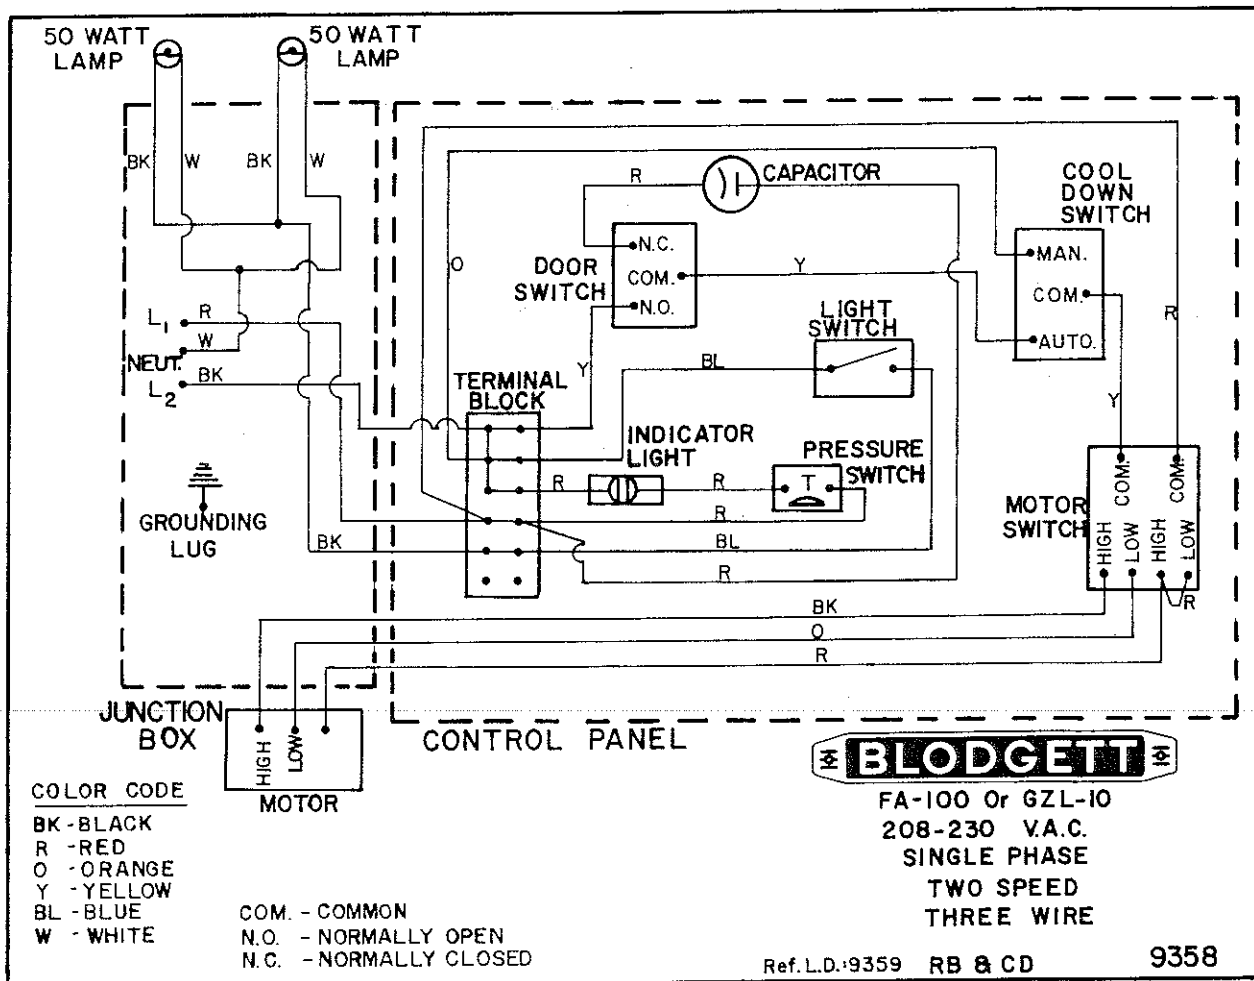 50 WATT
LAMP
50 WATT
LAMP
BK
W
BK
W
R
CAPACITOR
COOL
DOWN
SWITCH
N.C.
DOOR
SWITCH
COM.
N.O.
Y
MAN.
COM.
AUTO.
O
R
L1
R
W
NEUT.
L2
BK
LIGHT
SWITCH
BL
Y
Y
TERMINAL
BLOCK
INDICATOR
LIGHT
PRESSURE
SWITCH
R
R
T
R
BK
BL
R
GROUNDING
LUG
MOTOR
SWITCH
COM.
COM.
HIGH
LOW
HIGH
LOW
R
BK
O
R
JUNCTION
BOX
CONTROL PANEL
HIGH
LOW
MOTOR
BLODGETT
FA-100 Or GZL-10
208-230 V.A.C.
SINGLE PHASE
TWO SPEED
THREE WIRE
COLOR CODE
BK -BLACK
R -RED
O -ORANGE
Y -YELLOW
BL -BLUE
W -WHITE
COM. - COMMON
N.O. - NORMALLY OPEN
N.C. - NORMALLY CLOSED
Ref. L.D.:9359 RB & CD 9358